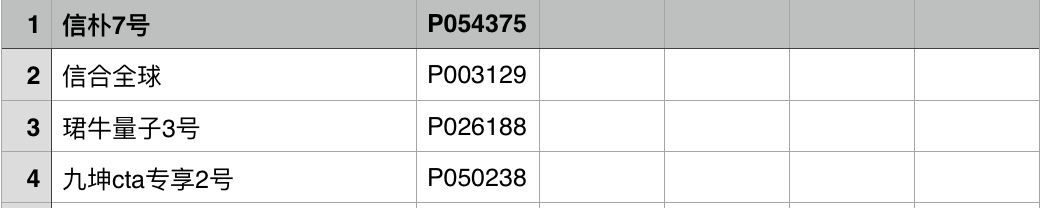 1 信朴7号 P054375
2 信合全球 P003129
3 珺牛量子3号 P026188
4 九坤cta专享2号 P050238